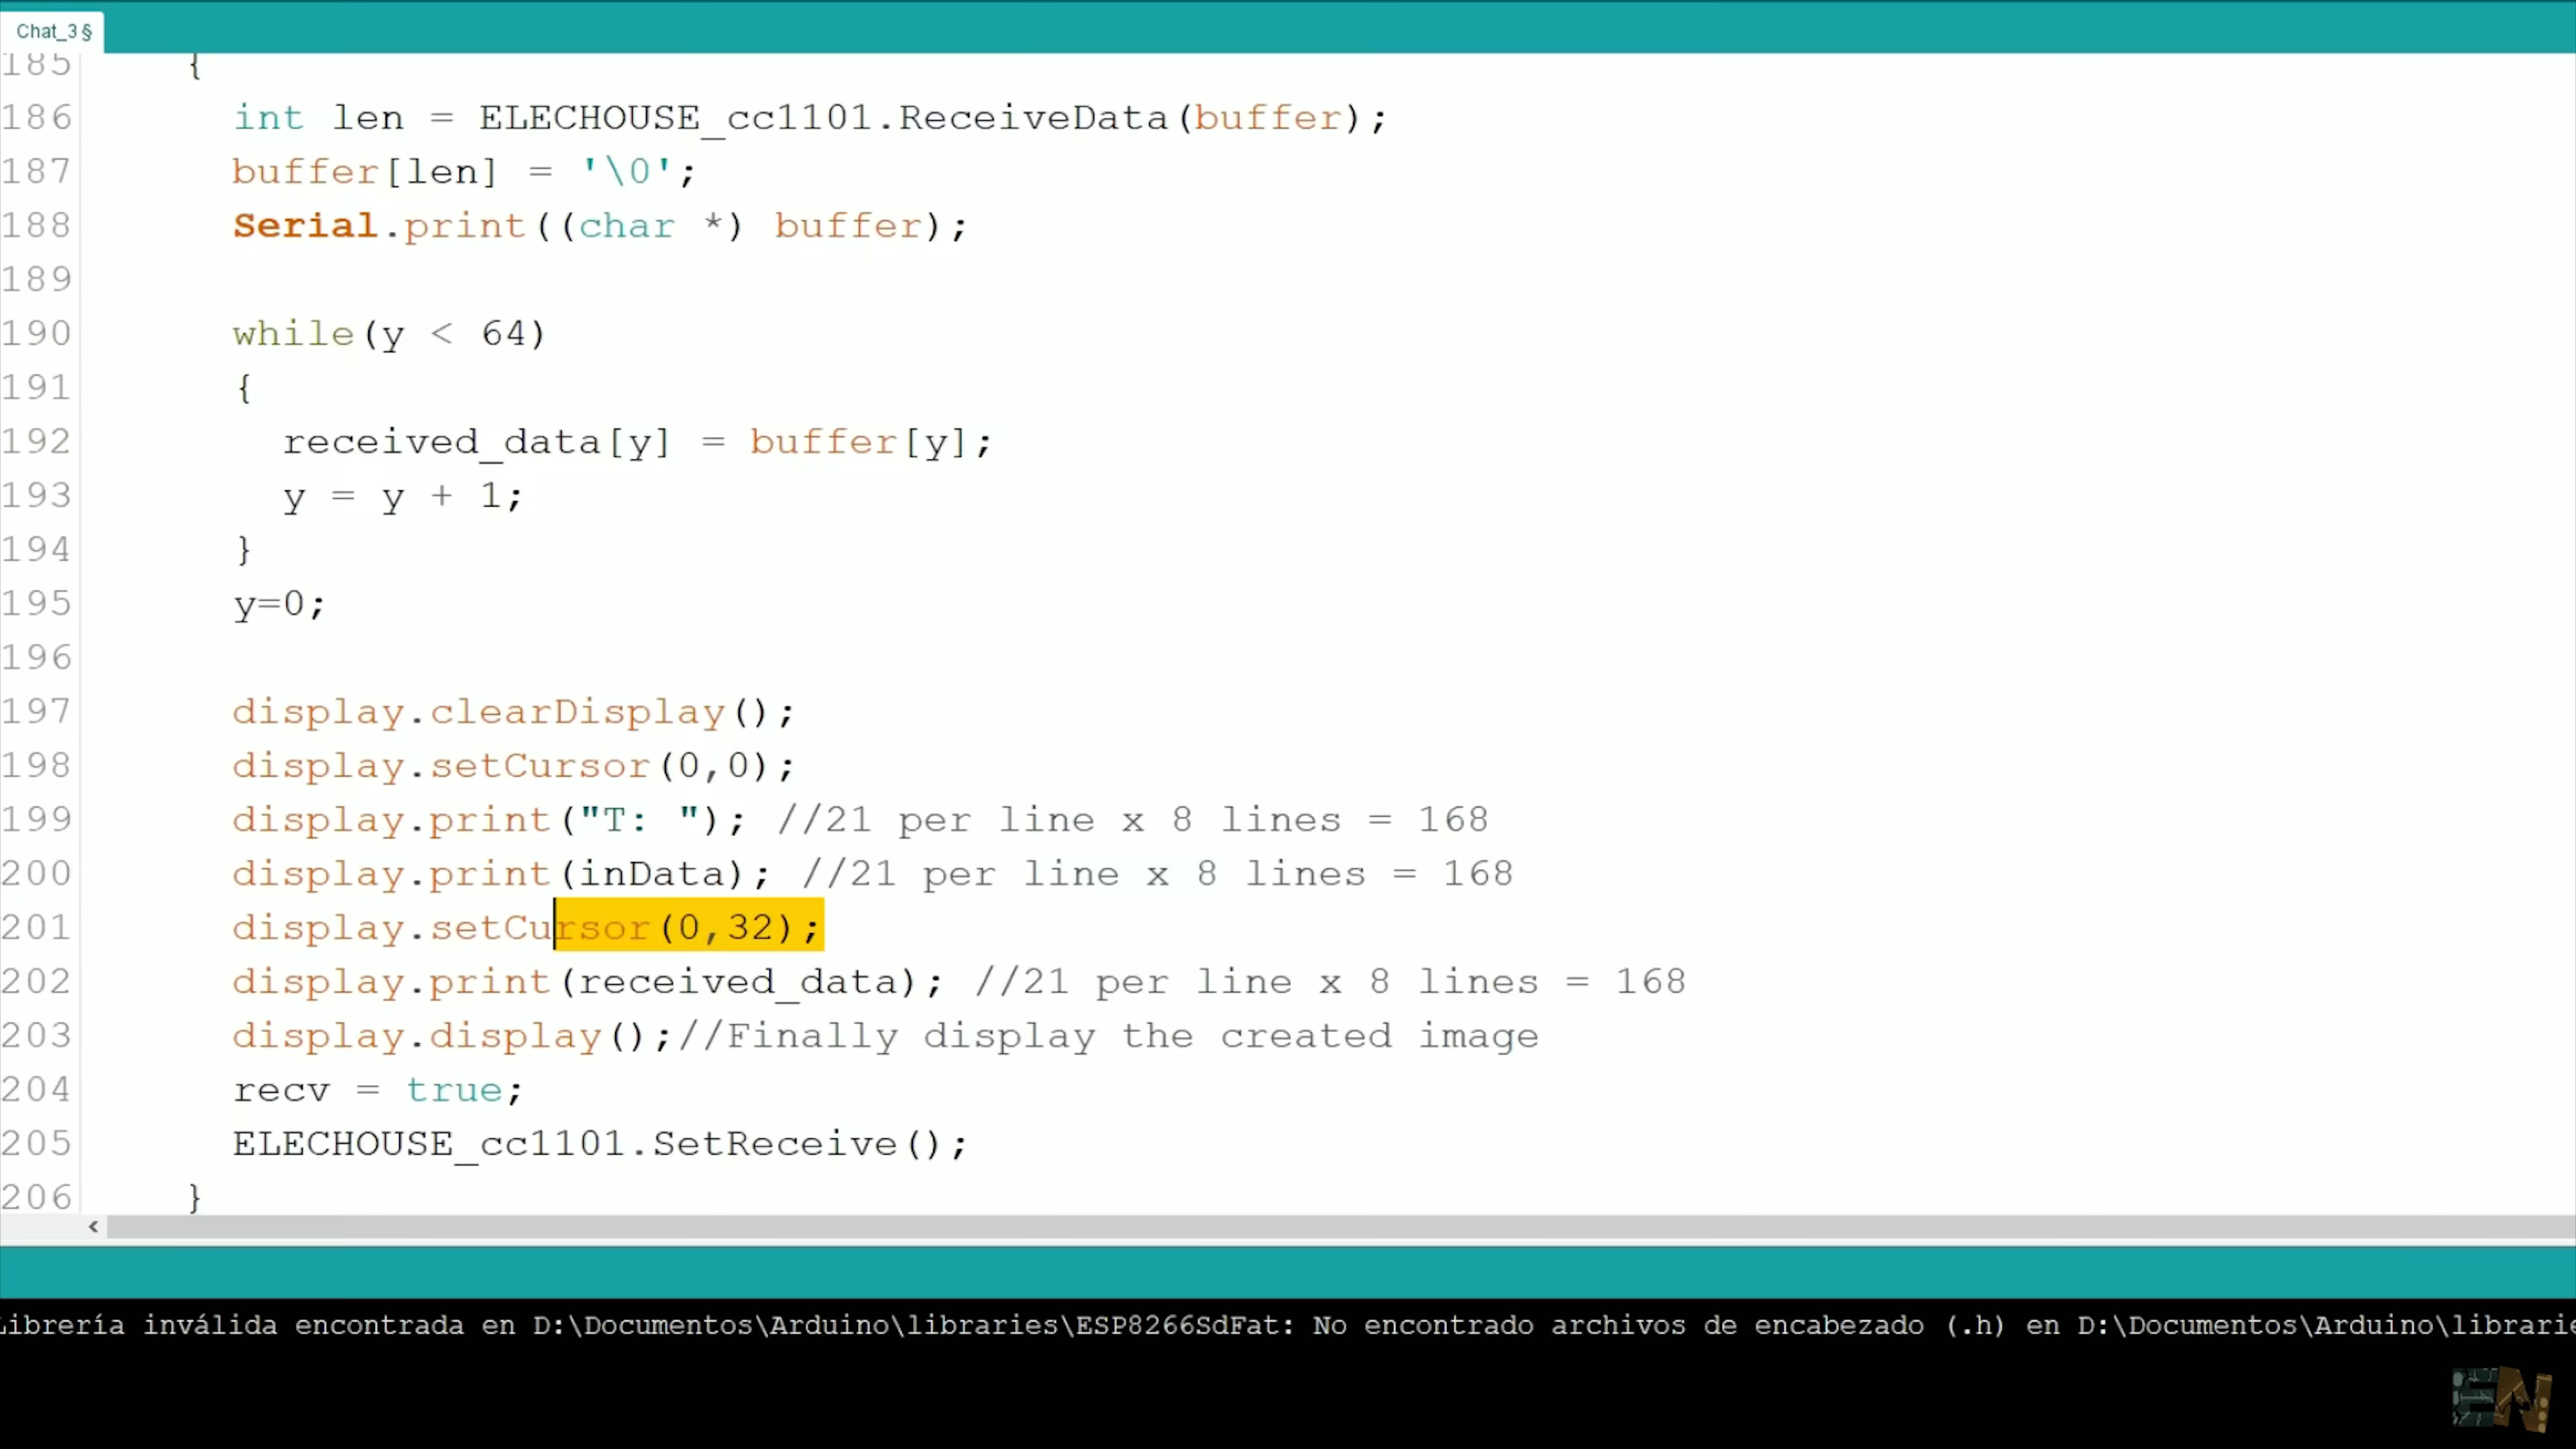 Chat_3§
185 {
186 int len = ELECHOUSE_cc1101.ReceiveData(buffer);
187 buffer[len] = '\0';
188 Serial.print((char *) buffer);
189
190 while(y < 64)
191 {
192 received_data[y] = buffer[y];
193 y = y + 1;
194 }
195 y=0;
196
197 display.clearDisplay();
198 display.setCursor(0,0);
199 display.print("T: "); //21 per line x 8 lines = 168
200 display.print(inData); //21 per line x 8 lines = 168
201 display.setCursor(0,32);
202 display.print(received_data); //21 per line x 8 lines = 168
203 display.display();//Finally display the created image
204 recv = true;
205 ELECHOUSE_cc1101.SetReceive();
206 }
Librería inválida encontrada en D:\Documentos\Arduino\libraries\ESP8266SdFat: No encontrado archivos de encabezado (.h) en D:\Documentos\Arduino\librarie
EN